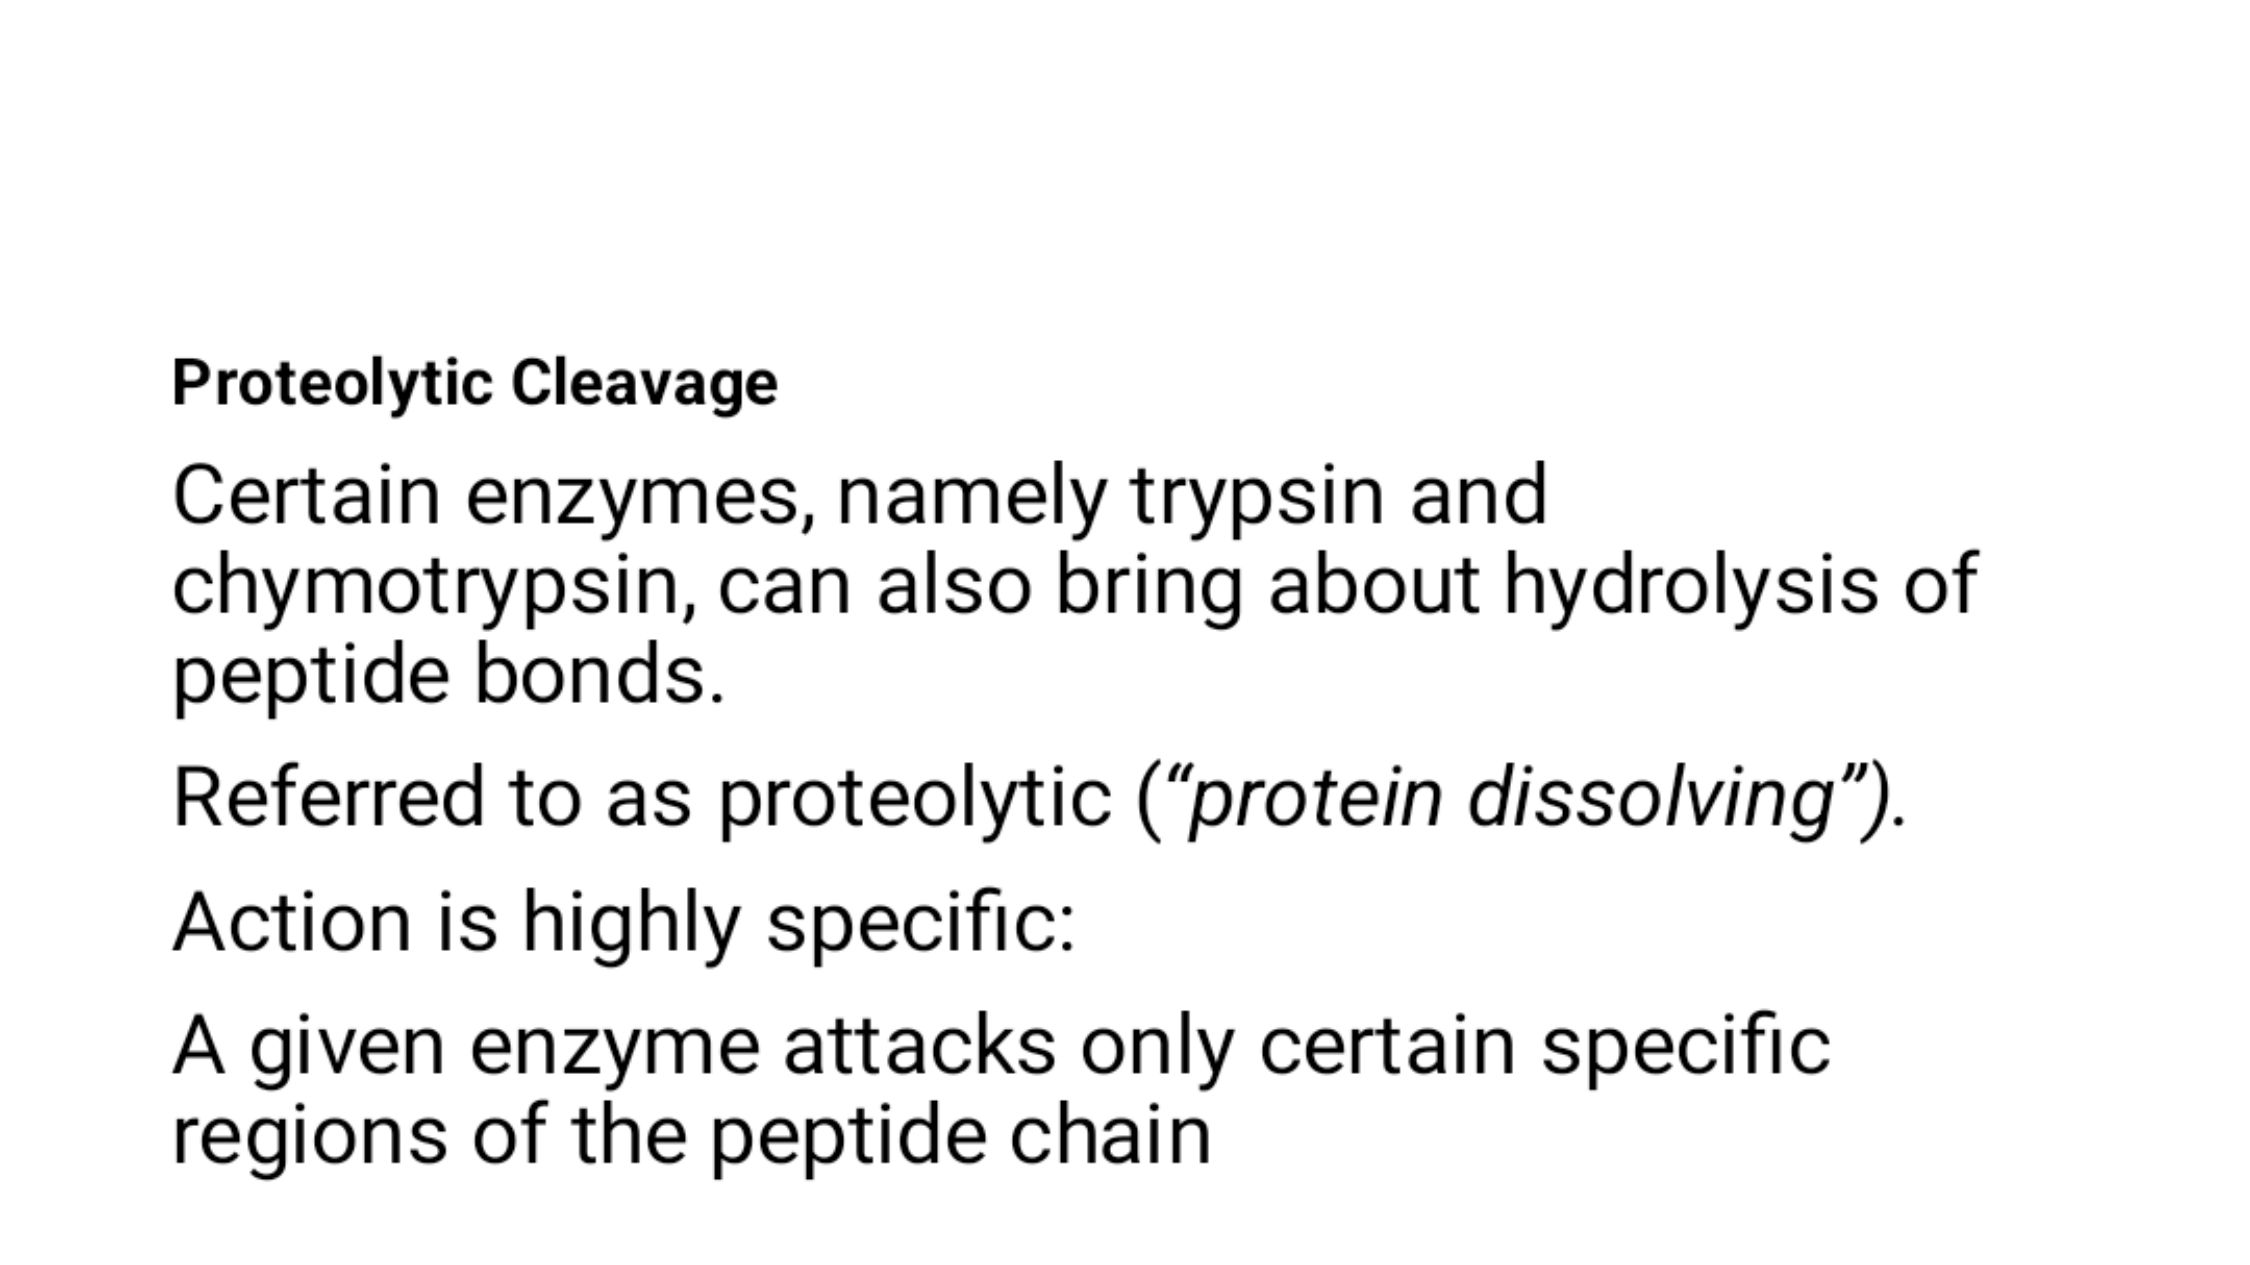 Proteolytic Cleavage
Certain enzymes, namely trypsin and
chymotrypsin, can also bring about hydrolysis of
peptide bonds.
Referred to as proteolytic (“protein dissolving”).
Action is highly specific:
A given enzyme attacks only certain specific
regions of the peptide chain